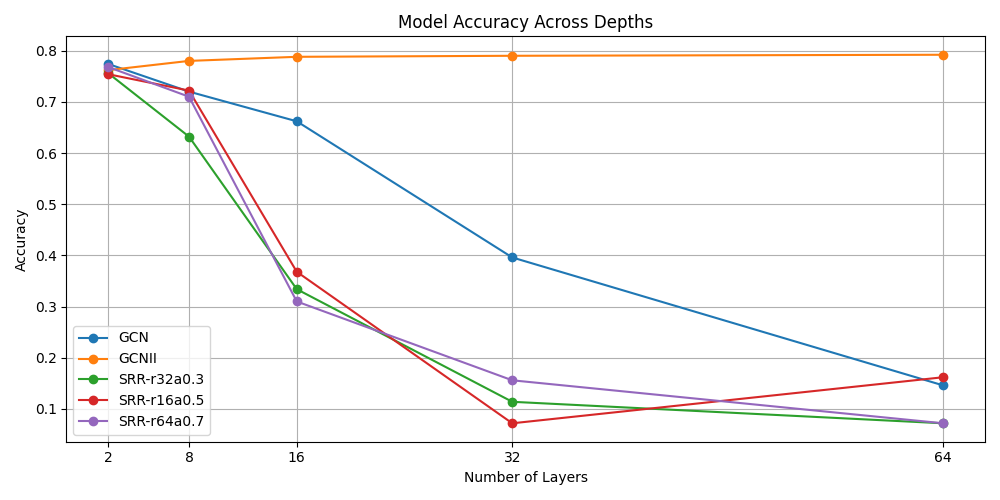 Model Accuracy Across Depths
Accuracy
0.8
0.7
0.6
0.5
0.4
0.3
0.2
0.1
GCN
GCNII
SRR-r32a0.3
SRR-r16a0.5
SRR-r64a0.7
2 8 16 32 64
Number of Layers